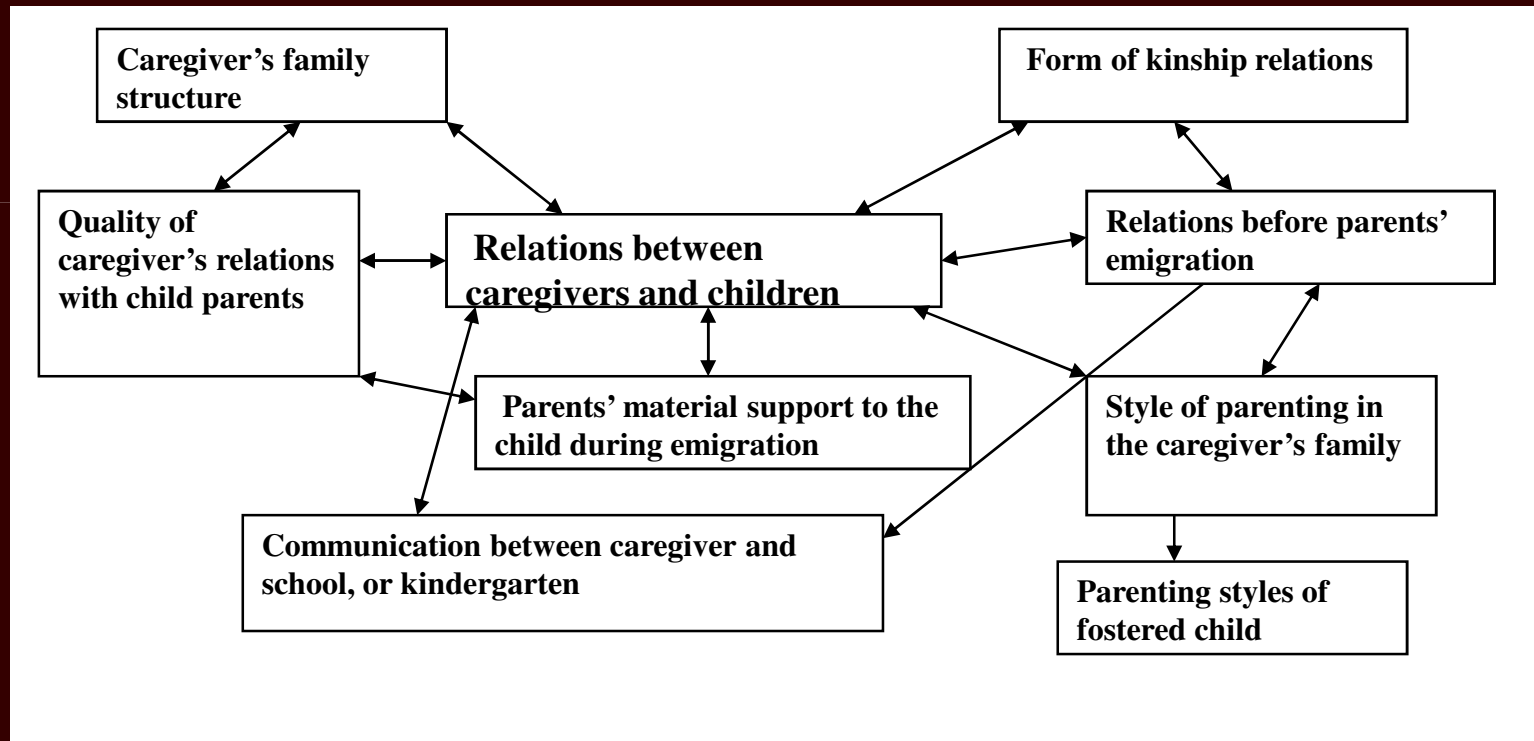 Caregiver’s family
structure
Form of kinship relations
Quality of
caregiver’s relations
with child parents
Relations between
caregivers and children
Relations before parents’
emigration
Parents’ material support to the
child during emigration
Style of parenting in
the caregiver’s family
Communication between caregiver and
school, or kindergarten
Parenting styles of
fostered child